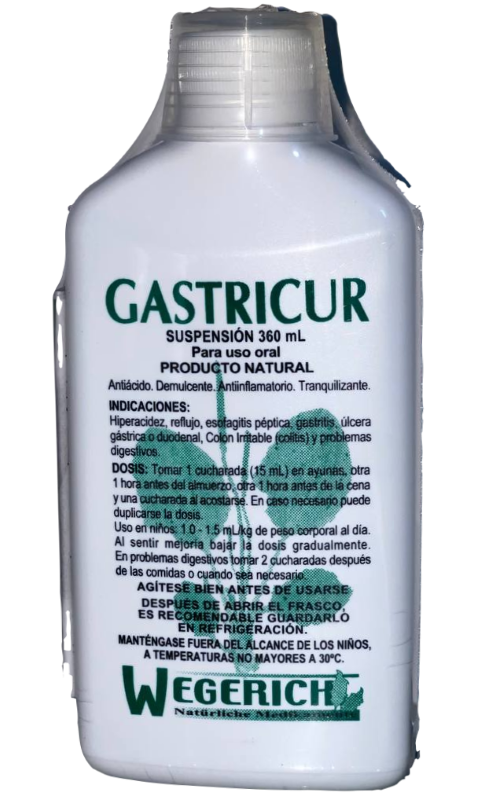 GASTRICUR
SUSPENSIÓN 360 mL
Para uso oral
PRODUCTO NATURAL
Antiácido. Demulcente. Antiinflamatorio. Tranquilizante.
INDICACIONES:
Hiperacidez, reflujo, esofagitis péptica, gastritis, úlcera
gástrica o duodenal, Colon Irritable (colitis) y problemas
digestivos.
DOSIS: Tomar 1 cucharada (15 mL) en ayunas, otra
1 hora antes del almuerzo, otra 1 hora antes de la cena
y una cucharada al acostarse. En caso necesario puede
duplicarse la dosis.
Uso en niños: 1.0 - 1.5 mL/kg de peso corporal al día.
Al sentir mejoría bajar la dosis gradualmente.
En problemas digestivos tomar 2 cucharadas después
de las comidas o cuando sea necesario.
AGÍTESE BIEN ANTES DE USARSE
DESPUÉS DE ABRIR EL FRASCO,
ES RECOMENDABLE GUARDARLO
EN REFRIGERACIÓN.
MANTÉNGASE FUERA DEL ALCANCE DE LOS NIÑOS,
A TEMPERATURAS NO MAYORES A 30ºC.
WEGERICH
Natürliche Medikamente